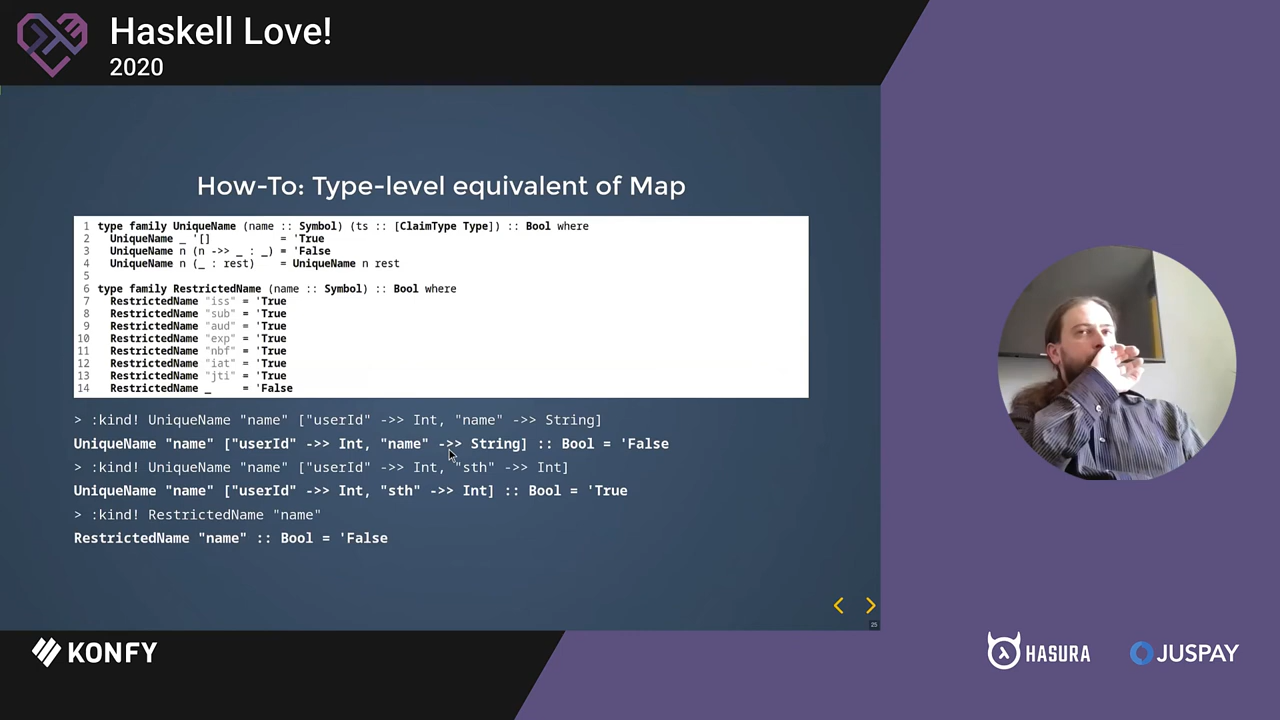 Haskell Love!
2020
How-To: Type-level equivalent of Map
1 type family UniqueName (name :: Symbol) (ts :: [ClaimType Type]) :: Bool where
2 UniqueName _ '[] = 'True
3 UniqueName n (n ->> _ : _) = 'False
4 UniqueName n (_ : rest) = UniqueName n rest
5
6 type family RestrictedName (name :: Symbol) :: Bool where
7 RestrictedName "iss" = 'True
8 RestrictedName "sub" = 'True
9 RestrictedName "aud" = 'True
10 RestrictedName "exp" = 'True
11 RestrictedName "nbf" = 'True
12 RestrictedName "iat" = 'True
13 RestrictedName "jti" = 'True
14 RestrictedName _ = 'False
> :kind! UniqueName "name" ["userId" ->> Int, "name" ->> String]
UniqueName "name" ["userId" ->> Int, "name" ->> String] :: Bool = 'False
> :kind! UniqueName "name" ["userId" ->> Int, "sth" ->> Int]
UniqueName "name" ["userId" ->> Int, "sth" ->> Int] :: Bool = 'True
> :kind! RestrictedName "name"
RestrictedName "name" :: Bool = 'False
25
KONFY
HASURA
JUSPAY